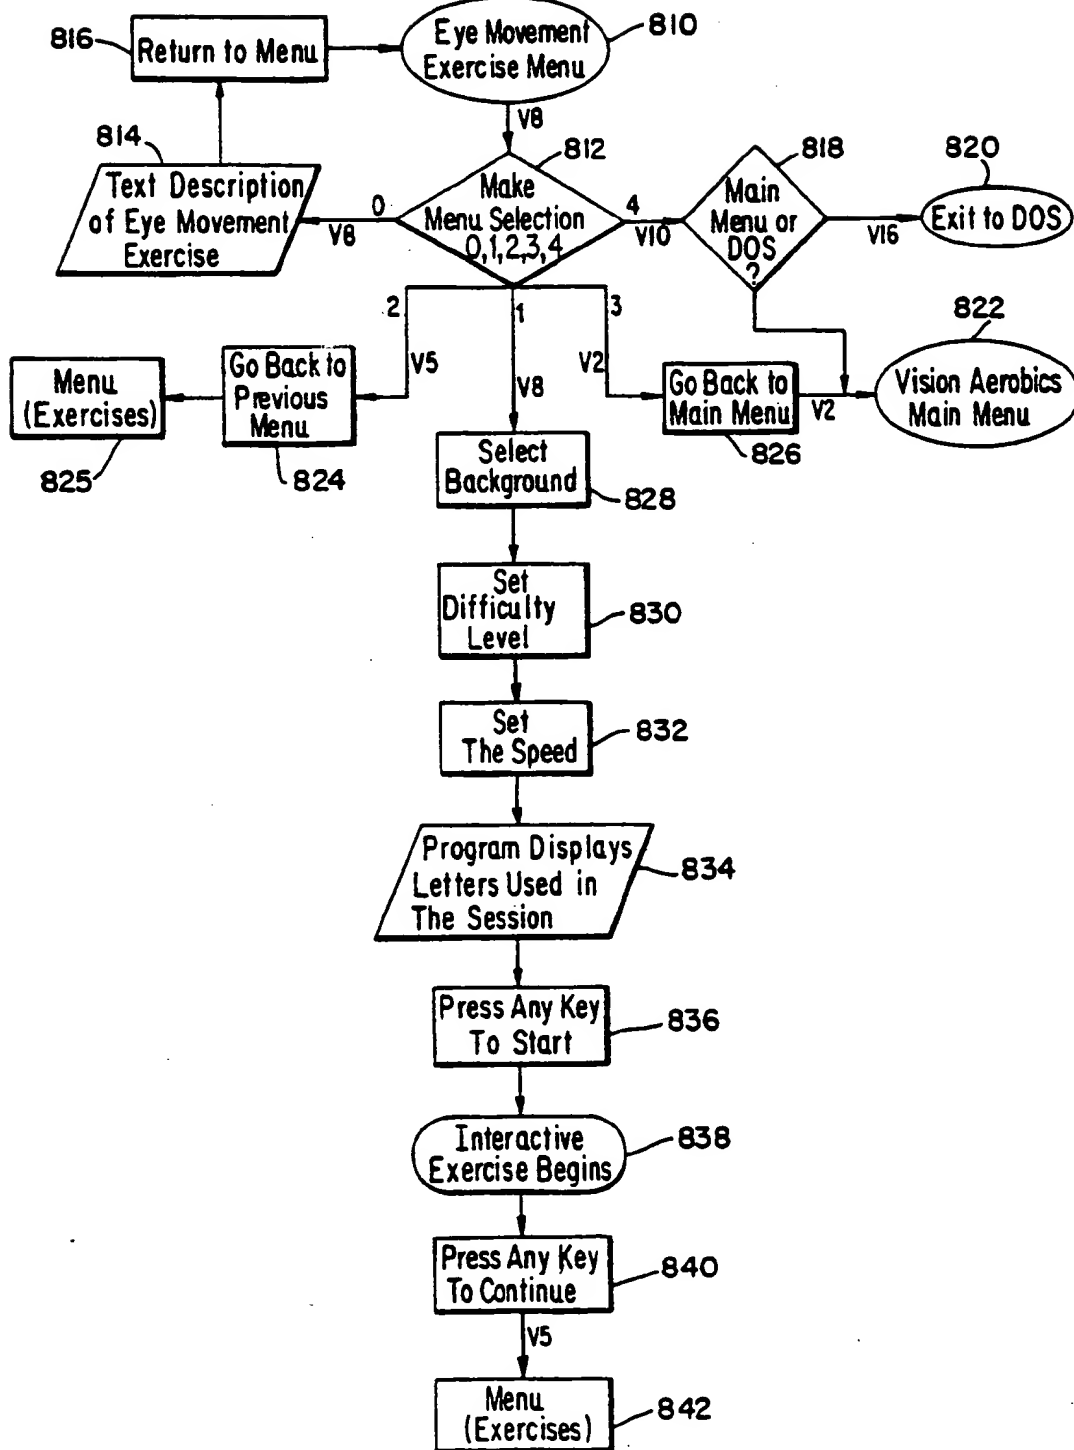 816
Return to Menu
Eye Movement
Exercise Menu
810
V8
814
Text Description
of Eye Movement
Exercise
0
V8
812
Make
Menu Selection
0,1,2,3,4
4
V10
818
Main
Menu or
DOS
?
V16
820
Exit to DOS
2
V5
1
V8
3
V2
Menu
(Exercises)
825
Go Back to
Previous
Menu
824
Go Back to
Main Menu
826
V2
822
Vision Aerobics
Main Menu
Select
Background
828
Set
Difficulty
Level
830
Set
The Speed
832
Program Displays
Letters Used in
The Session
834
Press Any Key
To Start
836
Interactive
Exercise Begins
838
Press Any Key
To Continue
840
V5
Menu
(Exercises)
842